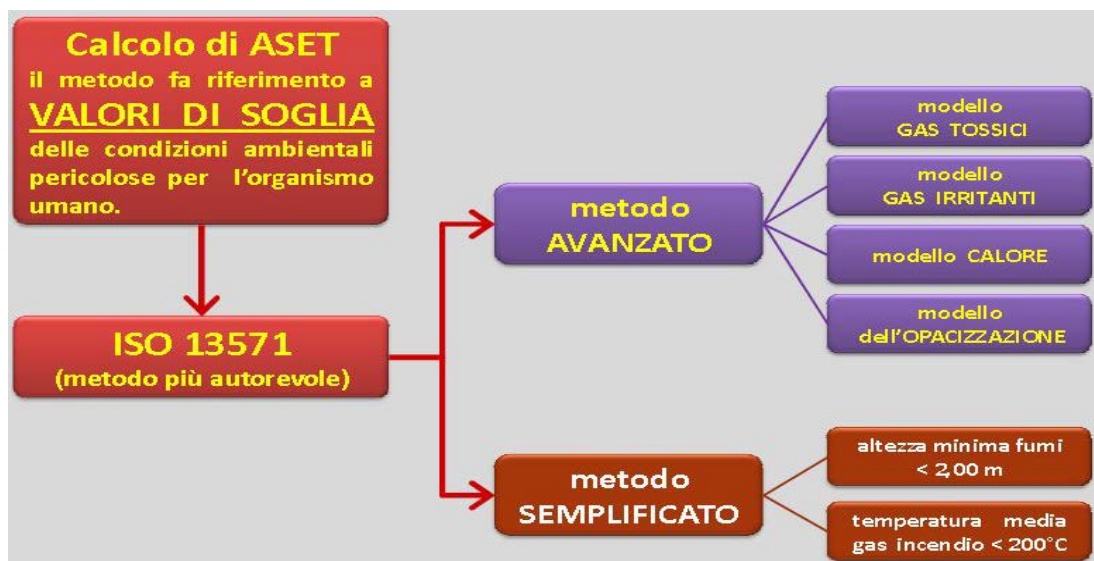 Calcolo di ASET
il metodo fa riferimento a
VALORI DI SOGLIA
delle condizioni ambientali
pericolose per l'organismo
umano.
ISO 13571
(metodo più autorevole)
metodo
AVANZATO
modello
GAS TOSSICI
modello
GAS IRRITANTI
modello CALORE
modello
dell'OPACIZZAZIONE
metodo
SEMPLIFICATO
altezza minima fumi
< 2,00 m
temperatura media
gas incendio < 200°C